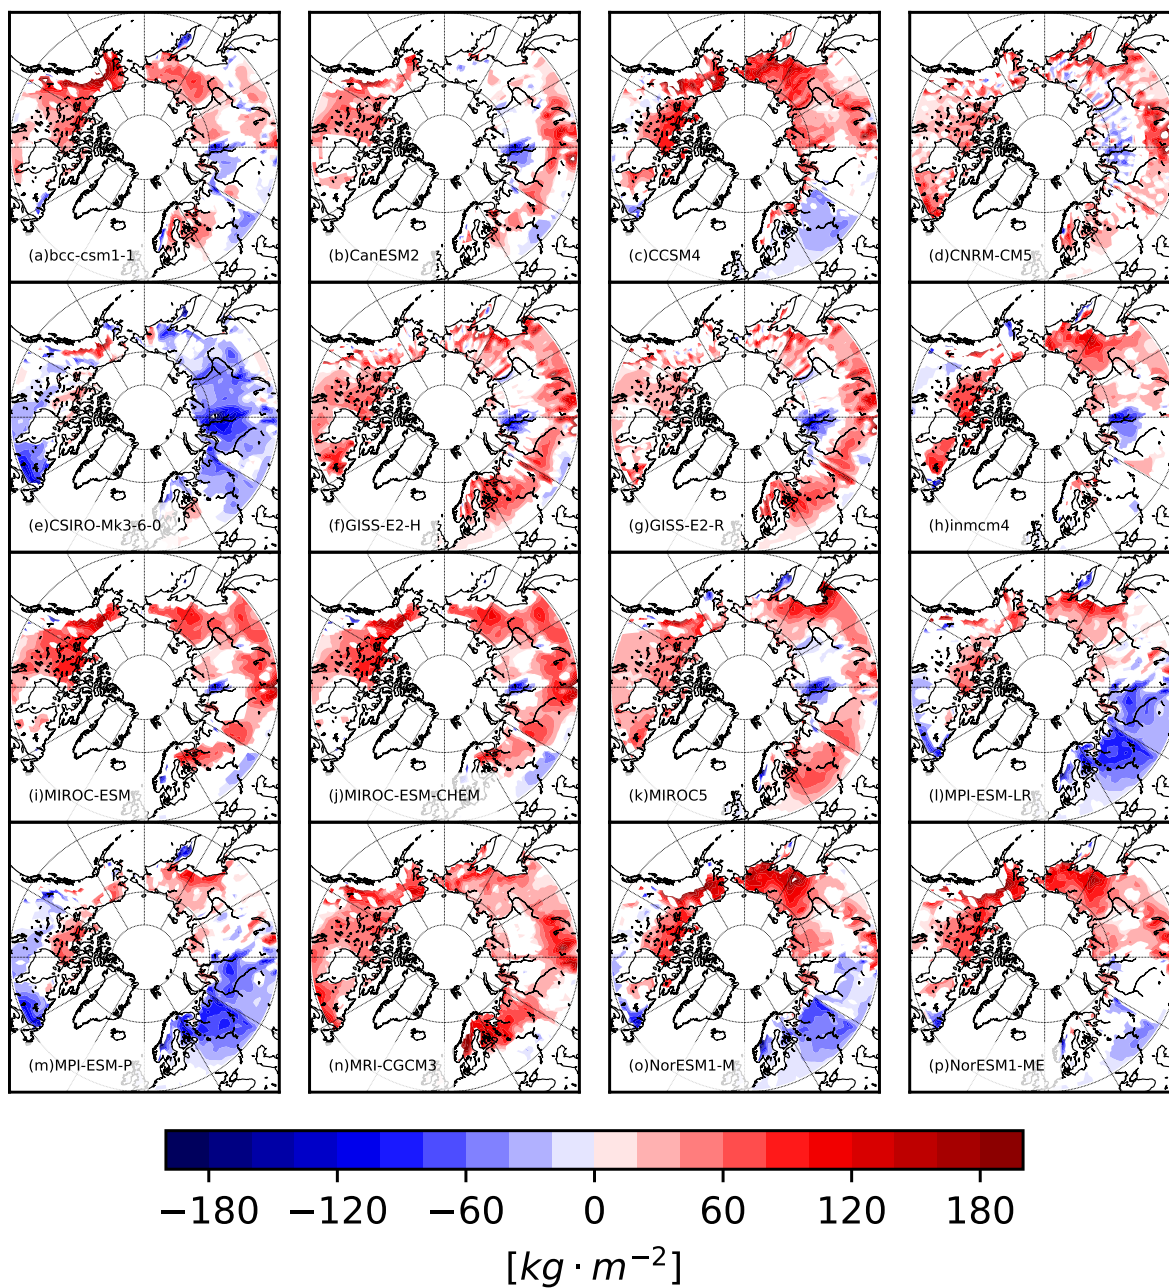 (a)bcc-csm1-1
(b)CanESM2
(c)CCSM4
(d)CNRM-CM5
(e)CSIRO-Mk3-6-0
(f)GISS-E2-H
(g)GISS-E2-R
(h)inmcm4
(i)MIROC-ESM
(j)MIROC-ESM-CHEM
(k)MIROC5
(l)MPI-ESM-LR
(m)MPI-ESM-P
(n)MRI-CGCM3
(o)NorESM1-M
(p)NorESM1-ME
−180 −120 −60 0 60 120 180
[kg · m⁻²]